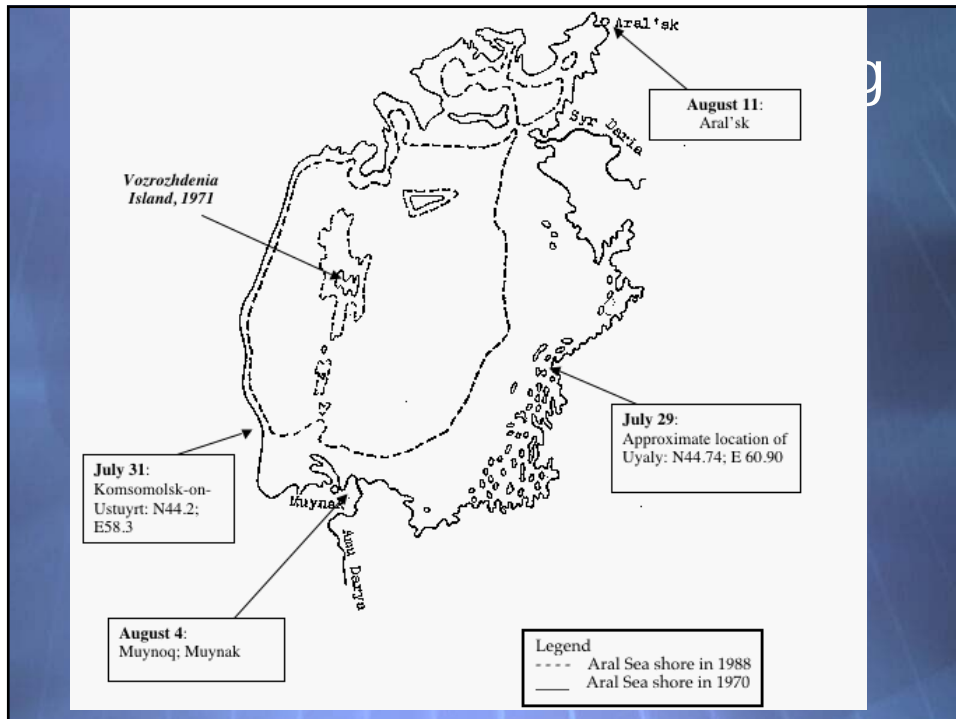 g
Aral'sk
August 11:
Aral'sk
Syr Daria
Vozrozhdenia
Island, 1971
July 29:
Approximate location of
Uyaly: N44.74; E 60.90
July 31:
Komsomolsk-on-
Ustuyrt: N44.2;
E58.3
Muynak
Amu Darya
August 4:
Muynoq; Muynak
Legend
---- Aral Sea shore in 1988
___ Aral Sea shore in 1970